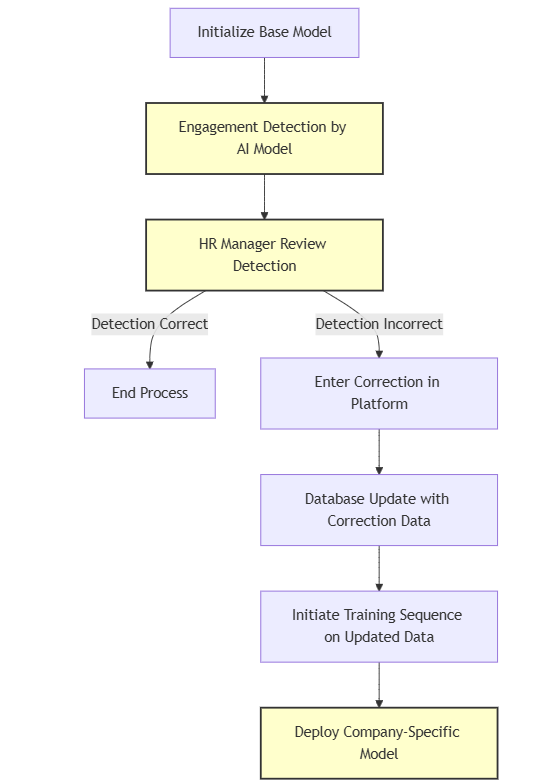 Initialize Base Model
Engagement Detection by
AI Model
HR Manager Review
Detection
Detection Correct
Detection Incorrect
End Process
Enter Correction in
Platform
Database Update with
Correction Data
Initiate Training Sequence
on Updated Data
Deploy Company-Specific
Model